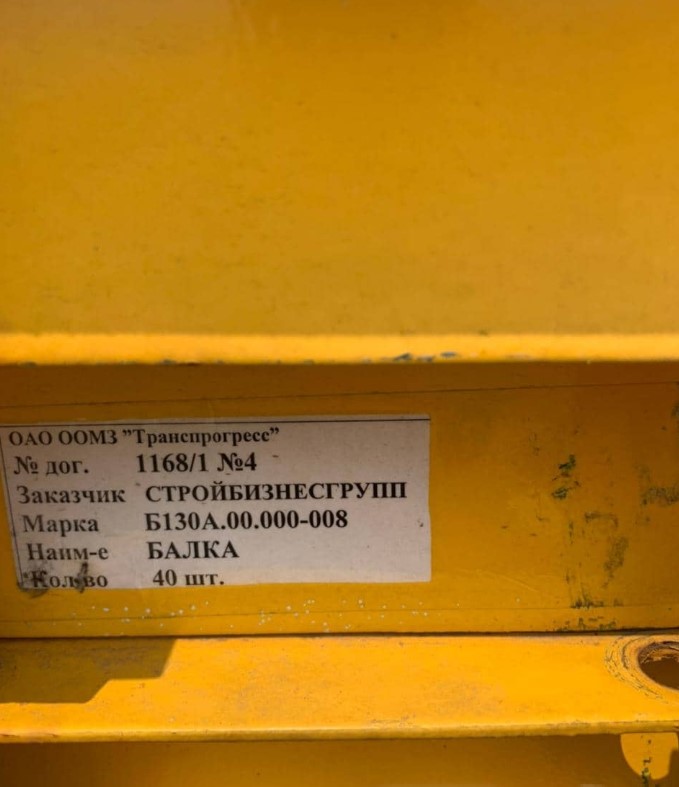 ОАО ООМЗ "Транспрогресс"
№ дог. 1168/1 №4
Заказчик СТРОЙБИЗНЕСГРУПП
Марка Б130А.00.000-008
Наим-е БАЛКА
Кол-во 40 шт.